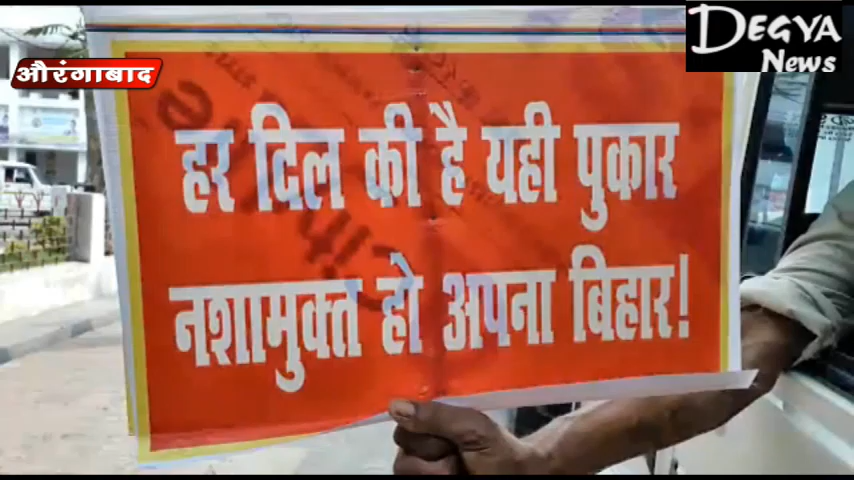 DEGYA
News
औरंगाबाद
हर दिल की है यही पुकार
नशामुक्त हो अपना बिहार!